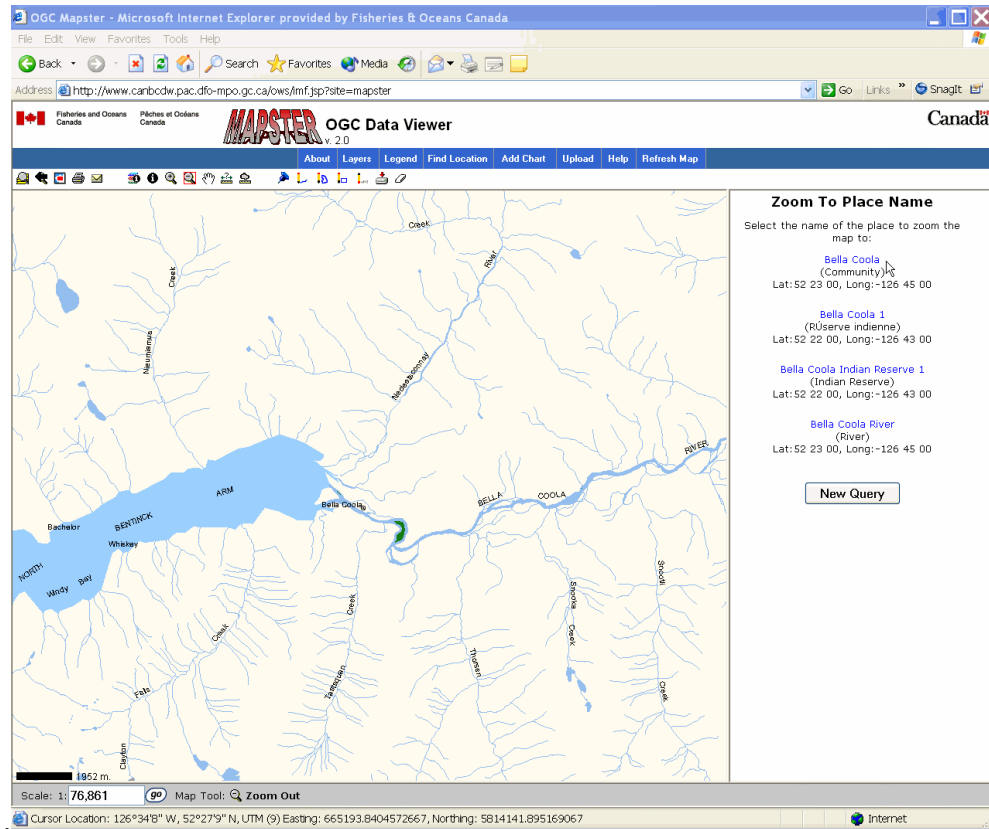 OGC Mapster - Microsoft Internet Explorer provided by Fisheries & Oceans Canada
File Edit View Favorites Tools Help
Back Search Favorites Media
Address http://www.canbcdw.pac.dfo-mpo.gc.ca/ows/imf.jsp?site=mapster Go Links » SnagIt
Fisheries and Oceans Canada Pêches et Océans Canada MAPSTER v. 2.0 OGC Data Viewer Canada
About Layers Legend Find Location Add Chart Upload Help Refresh Map
Zoom To Place Name
Select the name of the place to zoom the
map to:
Bella Coola
(Community)
Lat:52 23 00, Long:-126 45 00
Bella Coola 1
(RÚserve indienne)
Lat:52 22 00, Long:-126 43 00
Bella Coola Indian Reserve 1
(Indian Reserve)
Lat:52 22 00, Long:-126 43 00
Bella Coola River
(River)
Lat:52 23 00, Long:-126 45 00
New Query
Creek
River
Creek
Nieumiamus
Necleetsconnay
RIVER
ARM
BELLA COOLA
Bella Coola
Bachelor
BENTINCK
Whiskey
NORTH
Windy Bay
Snootli
Creek
Snooka
Creek
Creek
Thorsen
Tastsquan
Creek
Falls
Clayton
1952 m.
Scale: 1: 76,861 go Map Tool: Zoom Out
Cursor Location: 126°34'8" W, 52°27'9" N, UTM (9) Easting: 665193.8404572667, Northing: 5814141.895169067 Internet